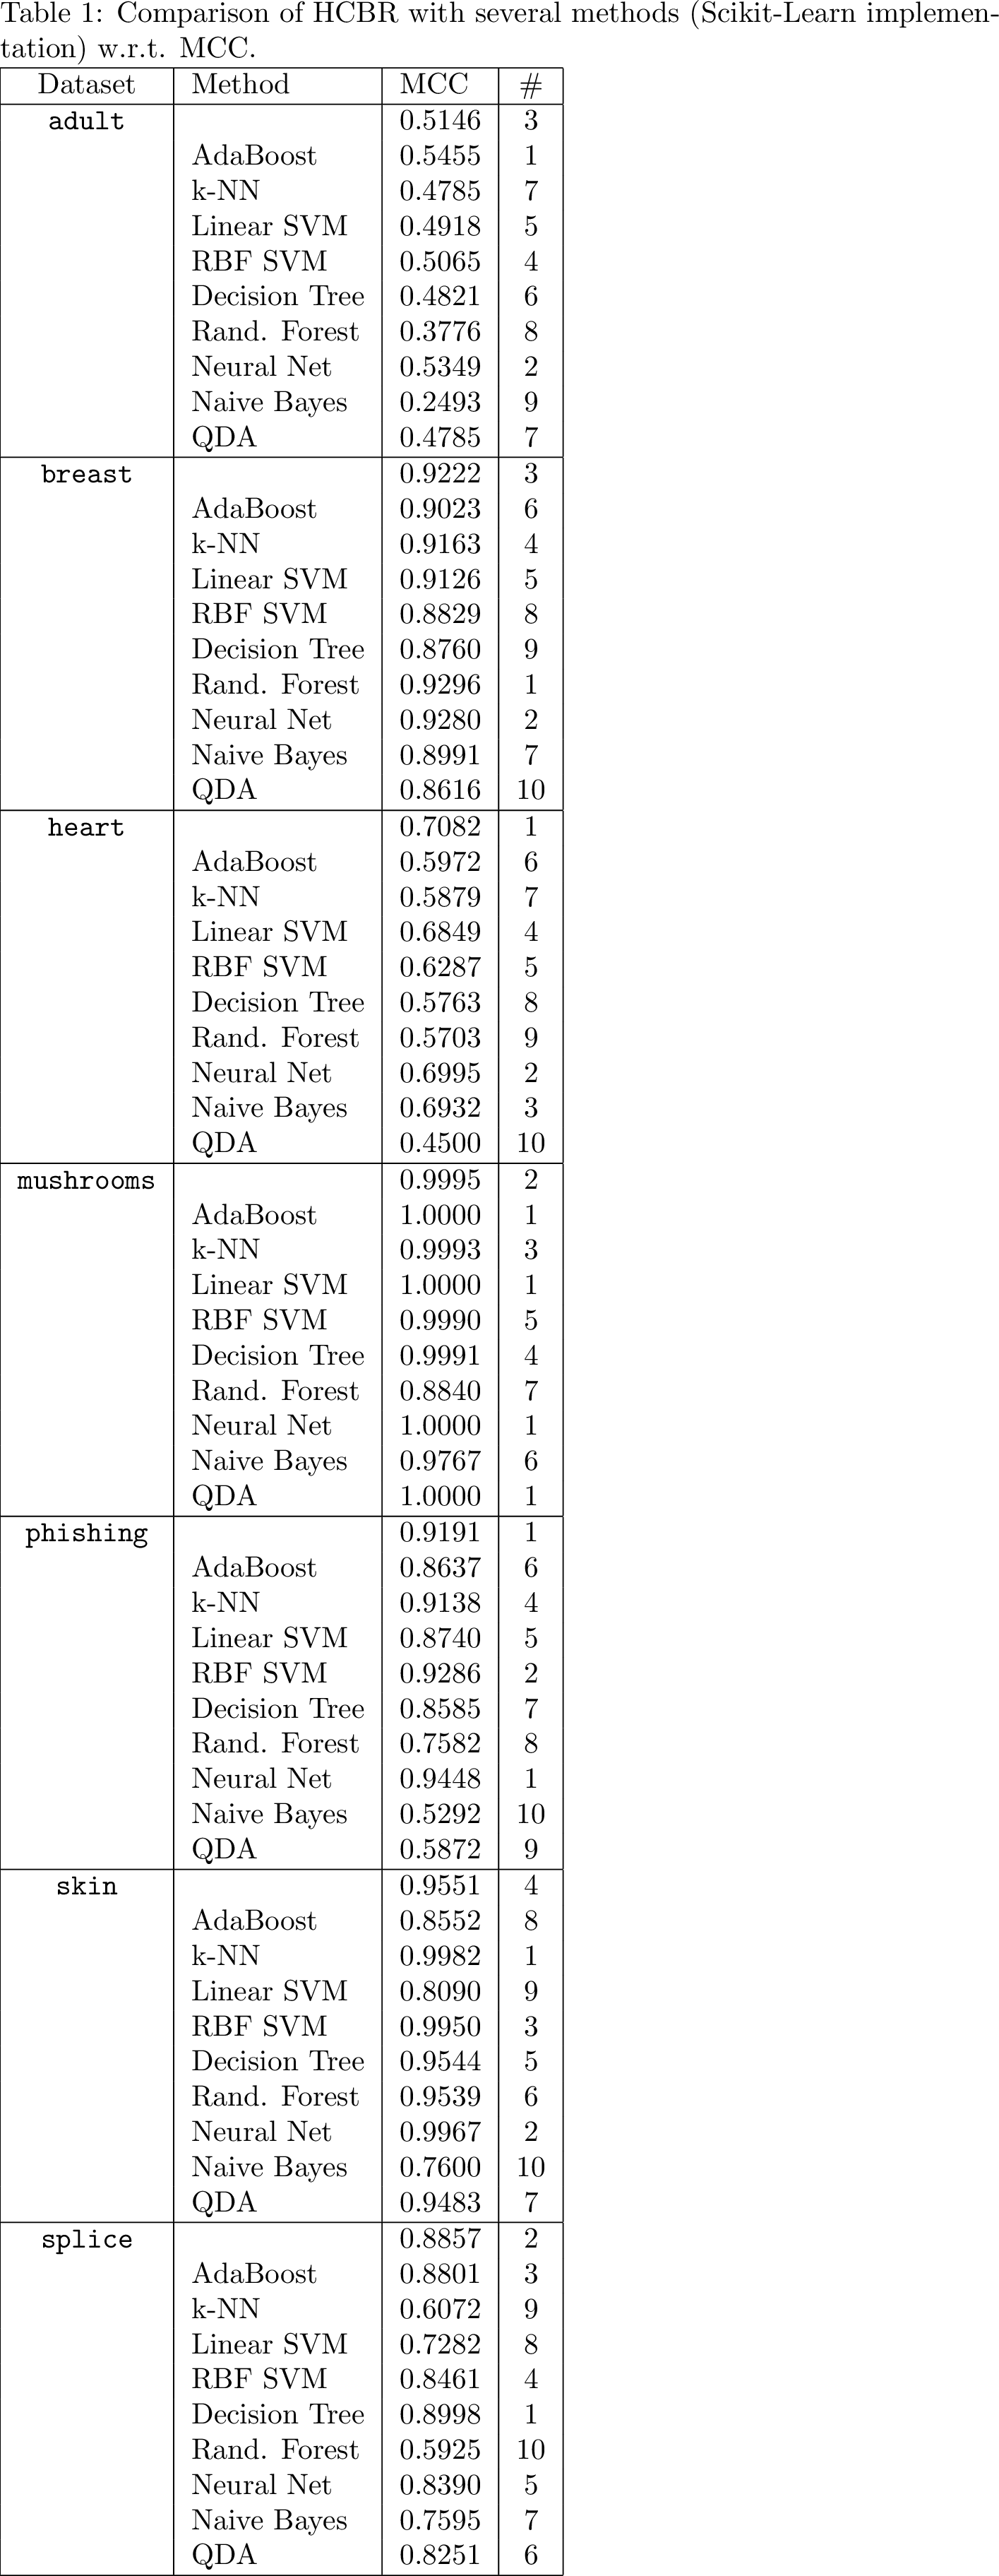 Table 1: Comparison of HCBR with several methods (Scikit-Learn implemen-
tation) w.r.t. MCC.
Dataset Method MCC #
adult 0.5146 3
AdaBoost 0.5455 1
k-NN 0.4785 7
Linear SVM 0.4918 5
RBF SVM 0.5065 4
Decision Tree 0.4821 6
Rand. Forest 0.3776 8
Neural Net 0.5349 2
Naive Bayes 0.2493 9
QDA 0.4785 7
breast 0.9222 3
AdaBoost 0.9023 6
k-NN 0.9163 4
Linear SVM 0.9126 5
RBF SVM 0.8829 8
Decision Tree 0.8760 9
Rand. Forest 0.9296 1
Neural Net 0.9280 2
Naive Bayes 0.8991 7
QDA 0.8616 10
heart 0.7082 1
AdaBoost 0.5972 6
k-NN 0.5879 7
Linear SVM 0.6849 4
RBF SVM 0.6287 5
Decision Tree 0.5763 8
Rand. Forest 0.5703 9
Neural Net 0.6995 2
Naive Bayes 0.6932 3
QDA 0.4500 10
mushrooms 0.9995 2
AdaBoost 1.0000 1
k-NN 0.9993 3
Linear SVM 1.0000 1
RBF SVM 0.9990 5
Decision Tree 0.9991 4
Rand. Forest 0.8840 7
Neural Net 1.0000 1
Naive Bayes 0.9767 6
QDA 1.0000 1
phishing 0.9191 1
AdaBoost 0.8637 6
k-NN 0.9138 4
Linear SVM 0.8740 5
RBF SVM 0.9286 2
Decision Tree 0.8585 7
Rand. Forest 0.7582 8
Neural Net 0.9448 1
Naive Bayes 0.5292 10
QDA 0.5872 9
skin 0.9551 4
AdaBoost 0.8552 8
k-NN 0.9982 1
Linear SVM 0.8090 9
RBF SVM 0.9950 3
Decision Tree 0.9544 5
Rand. Forest 0.9539 6
Neural Net 0.9967 2
Naive Bayes 0.7600 10
QDA 0.9483 7
splice 0.8857 2
AdaBoost 0.8801 3
k-NN 0.6072 9
Linear SVM 0.7282 8
RBF SVM 0.8461 4
Decision Tree 0.8998 1
Rand. Forest 0.5925 10
Neural Net 0.8390 5
Naive Bayes 0.7595 7
QDA 0.8251 6